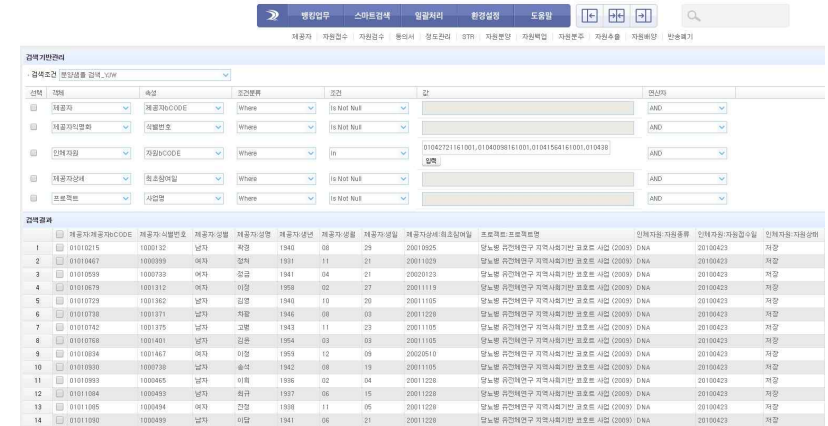 뱅킹업무 스마트검색 일괄처리 환경설정 도움말
제공자 자원접수 자원검수 동의서 정도관리 STR 자원분양 자원백업 자원분주 자원추출 자원배양 반송폐기
검색기반관리
검색조건 분양샘플 검색_YJW
선택 객체 속성 조건분류 조건 값 연산자
제공자 제공자bCODE Where Is Not Null AND
제공자익명화 식별번호 Where Is Not Null AND
인체자원 자원bCODE Where In 01042721161001,01040098161001,01041564161001,010438 AND
입력
제공자상세 최초참여일 Where Is Not Null AND
프로젝트 사업명 Where Is Not Null AND
검색결과
제공자:제공자bCODE 제공자:식별번호 제공자:성별 제공자:성명 제공자:생년 제공자:생월 제공자:생일 제공자상세:최초참여일 프로젝트:프로젝트명 인체자원:자원종류 인체자원:자원접수일 인체자원:자원상태
1 01010215 1000132 남자 곽경 1940 08 29 20010925 당뇨병 유전체연구 지역사회기반 코호트 사업 (2009) DNA 20100423 저장
2 01010467 1000399 여자 정처 1931 11 21 20011029 당뇨병 유전체연구 지역사회기반 코호트 사업 (2009) DNA 20100423 저장
3 01010599 1000733 여자 정금 1941 04 21 20020123 당뇨병 유전체연구 지역사회기반 코호트 사업 (2009) DNA 20100423 저장
4 01010679 1001312 여자 이정 1958 02 27 20011119 당뇨병 유전체연구 지역사회기반 코호트 사업 (2009) DNA 20100423 저장
5 01010729 1001362 남자 김영 1940 10 20 20011105 당뇨병 유전체연구 지역사회기반 코호트 사업 (2009) DNA 20100423 저장
6 01010738 1001371 남자 차광 1946 08 03 20011228 당뇨병 유전체연구 지역사회기반 코호트 사업 (2009) DNA 20100423 저장
7 01010742 1001375 남자 고병 1943 11 23 20011105 당뇨병 유전체연구 지역사회기반 코호트 사업 (2009) DNA 20100423 저장
8 01010768 1001401 남자 김윤 1954 03 03 20011105 당뇨병 유전체연구 지역사회기반 코호트 사업 (2009) DNA 20100423 저장
9 01010834 1001467 여자 이정 1959 12 09 20020510 당뇨병 유전체연구 지역사회기반 코호트 사업 (2009) DNA 20100423 저장
10 01010930 1000738 남자 송석 1942 08 19 20011105 당뇨병 유전체연구 지역사회기반 코호트 사업 (2009) DNA 20100423 저장
11 01010993 1000465 남자 이희 1936 02 04 20011228 당뇨병 유전체연구 지역사회기반 코호트 사업 (2009) DNA 20100423 저장
12 01011084 1000493 남자 최규 1937 06 15 20011228 당뇨병 유전체연구 지역사회기반 코호트 사업 (2009) DNA 20100423 저장
13 01011085 1000494 여자 진정 1938 11 05 20011228 당뇨병 유전체연구 지역사회기반 코호트 사업 (2009) DNA 20100423 저장
14 01011090 1000499 남자 이달 1941 06 21 20011228 당뇨병 유전체연구 지역사회기반 코호트 사업 (2009) DNA 20100423 저장